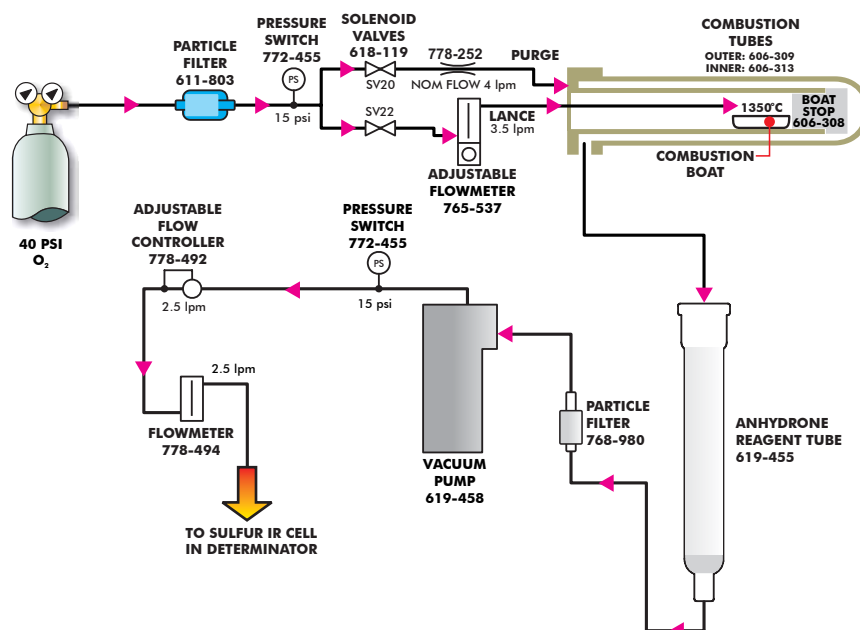 PARTICLE
FILTER
611-803
PRESSURE
SWITCH
772-455
PS
15 psi
SOLENOID
VALVES
618-119
SV20
SV22
778-252
NOM FLOW 4 lpm
PURGE
LANCE
3.5 lpm
ADJUSTABLE
FLOWMETER
765-537
COMBUSTION
TUBES
OUTER: 606-309
INNER: 606-313
1350°C
BOAT
STOP
606-308
COMBUSTION
BOAT
40 PSI
O₂
ADJUSTABLE
FLOW
CONTROLLER
778-492
2.5 lpm
PRESSURE
SWITCH
772-455
PS
15 psi
2.5 lpm
FLOWMETER
778-494
TO SULFUR IR CELL
IN DETERMINATOR
VACUUM
PUMP
619-458
PARTICLE
FILTER
768-980
ANHYDRONE
REAGENT TUBE
619-455